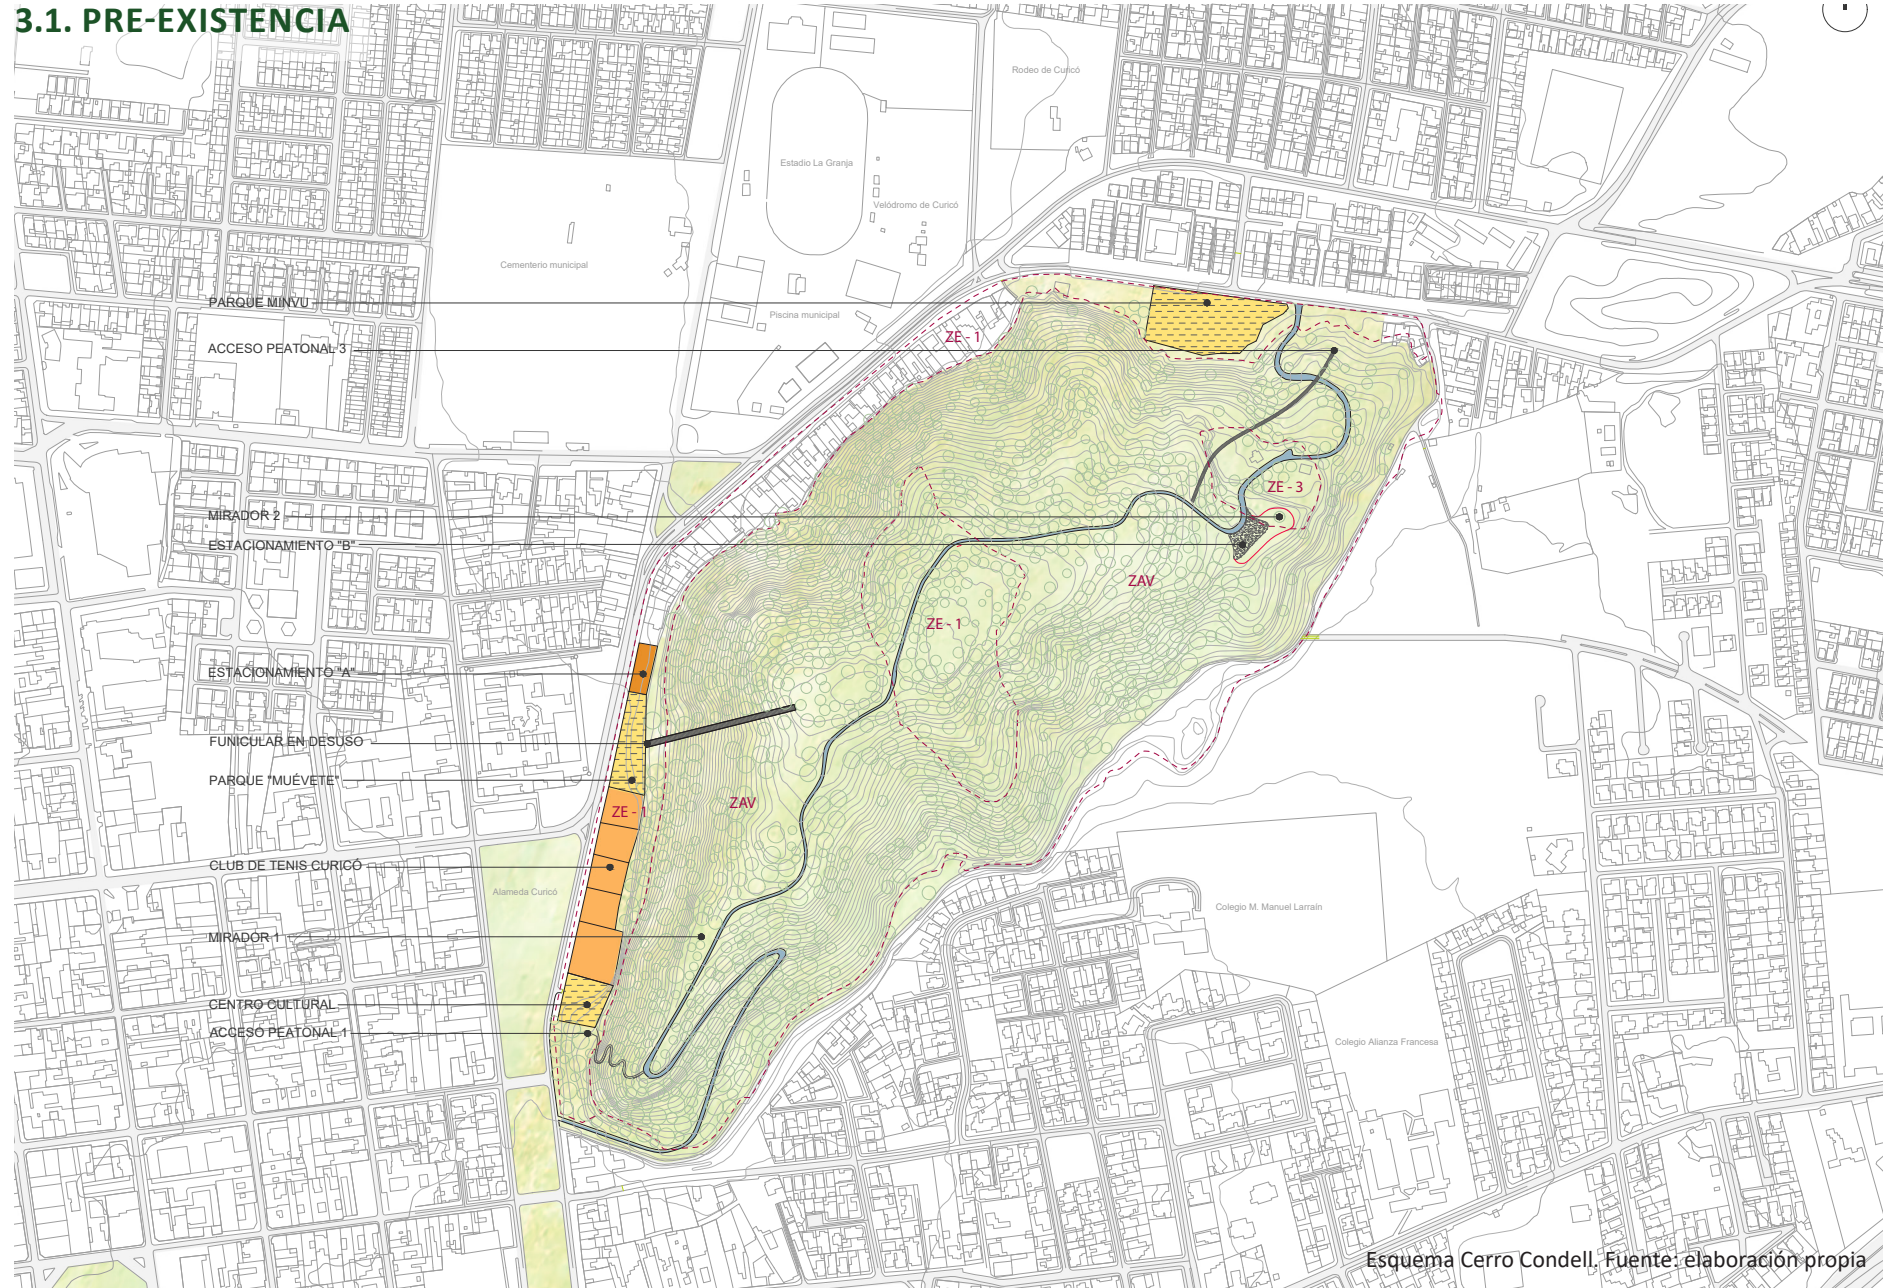 3.1. PRE-EXISTENCIA
Rodeo de Curicó
Estadio La Granja
Velódromo de Curicó
Cementerio municipal
PARQUE MINVU
Piscina municipal
ZE - 1
ACCESO PEATONAL 3
ZE - 3
MIRADOR 2
ESTACIONAMIENTO "B"
ZAV
ZE - 1
ESTACIONAMIENTO "A"
FUNICULAR EN DESUSO
PARQUE "MUÉVETE"
ZAV
ZE - 1
CLUB DE TENIS CURICÓ
Alameda Curicó
Colegio M. Manuel Larraín
MIRADOR 1
CENTRO CULTURAL
ACCESO PEATONAL 1
Colegio Alianza Francesa
Esquema Cerro Condell. Fuente: elaboración propia